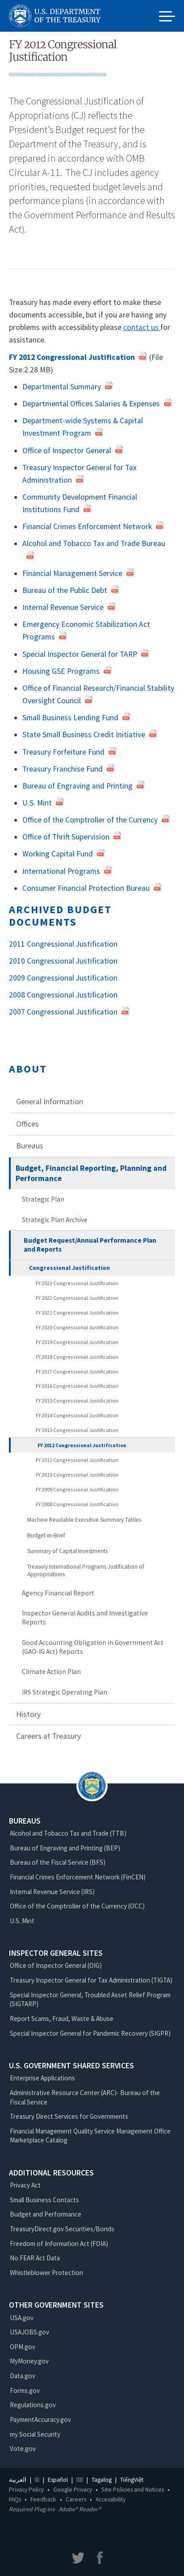 U.S. DEPARTMENT
OF THE TREASURY
FY 2012 Congressional
Justification
The Congressional Justification of
Appropriations (CJ) reflects the
President's Budget request for the
Department of the Treasury, and is
prepared in accordance with OMB
Circular A-11. The CJ includes agency
priorities, requested budget levels and
performance plans (in accordance with
the Government Performance and Results
Act).
Treasury has made every effort to make these
documents accessible, but if you are having any
problems with accessibility please contact us for
assistance.
FY 2012 Congressional Justification (File
Size:2.28 MB)
Departmental Summary
Departmental Offices Salaries & Expenses
Department-wide Systems & Capital
Investment Program
Office of Inspector General
Treasury Inspector General for Tax
Administration
Community Development Financial
Institutions Fund
Financial Crimes Enforcement Network
Alcohol and Tobacco Tax and Trade Bureau
Financial Management Service
Bureau of the Public Debt
Internal Revenue Service
Emergency Economic Stabilization Act
Programs
Special Inspector General for TARP
Housing GSE Programs
Office of Financial Research/Financial Stability
Oversight Council
Small Business Lending Fund
State Small Business Credit Initiative
Treasury Forfeiture Fund
Treasury Franchise Fund
Bureau of Engraving and Printing
U.S. Mint
Office of the Comptroller of the Currency
Office of Thrift Supervision
Working Capital Fund
International Programs
Consumer Financial Protection Bureau
ARCHIVED BUDGET
DOCUMENTS
2011 Congressional Justification
2010 Congressional Justification
2009 Congressional Justification
2008 Congressional Justification
2007 Congressional Justification
ABOUT
General Information
Offices
Bureaus
Budget, Financial Reporting, Planning and
Performance
Strategic Plan
Strategic Plan Archive
Budget Request/Annual Performance Plan
and Reports
Congressional Justification
FY 2023 Congressional Justification
FY 2022 Congressional Justification
FY 2021 Congressional Justification
FY 2020 Congressional Justification
FY 2019 Congressional Justification
FY 2018 Congressional Justification
FY 2017 Congressional Justification
FY 2016 Congressional Justification
FY 2015 Congressional Justification
FY 2014 Congressional Justification
FY 2013 Congressional Justification
FY 2012 Congressional Justification
FY 2011 Congressional Justification
FY 2010 Congressional Justification
FY 2009 Congressional Justification
FY 2008 Congressional Justification
Machine Readable Executive Summary Tables
Budget-in-Brief
Summary of Capital Investments
Treasury International Programs Justification of
Appropriations
Agency Financial Report
Inspector General Audits and Investigative
Reports
Good Accounting Obligation in Government Act
(GAO-IG Act) Reports
Climate Action Plan
IRS Strategic Operating Plan
History
Careers at Treasury
BUREAUS
Alcohol and Tobacco Tax and Trade (TTB)
Bureau of Engraving and Printing (BEP)
Bureau of the Fiscal Service (BFS)
Financial Crimes Enforcement Network (FinCEN)
Internal Revenue Service (IRS)
Office of the Comptroller of the Currency (OCC)
U.S. Mint
INSPECTOR GENERAL SITES
Office of Inspector General (OIG)
Treasury Inspector General for Tax Administration (TIGTA)
Special Inspector General, Troubled Asset Relief Program
(SIGTARP)
Report Scams, Fraud, Waste & Abuse
Special Inspector General for Pandemic Recovery (SIGPR)
U.S. GOVERNMENT SHARED SERVICES
Enterprise Applications
Administrative Resource Center (ARC)- Bureau of the
Fiscal Service
Treasury Direct Services for Governments
Financial Management Quality Service Management Office
Marketplace Catalog
ADDITIONAL RESOURCES
Privacy Act
Small Business Contacts
Budget and Performance
TreasuryDirect.gov Securities/Bonds
Freedom of Information Act (FOIA)
No FEAR Act Data
Whistleblower Protection
OTHER GOVERNMENT SITES
USA.gov
USAJOBS.gov
OPM.gov
MyMoney.gov
Data.gov
Forms.gov
Regulations.gov
PaymentAccuracy.gov
my Social Security
Vote.gov
العربية | | Español | | Tagalog | TiếngViệt
Privacy Policy • Google Privacy • Site Policies and Notices •
FAQs • Feedback • Careers • Accessibility
Required Plug-ins Adobe® Reader®